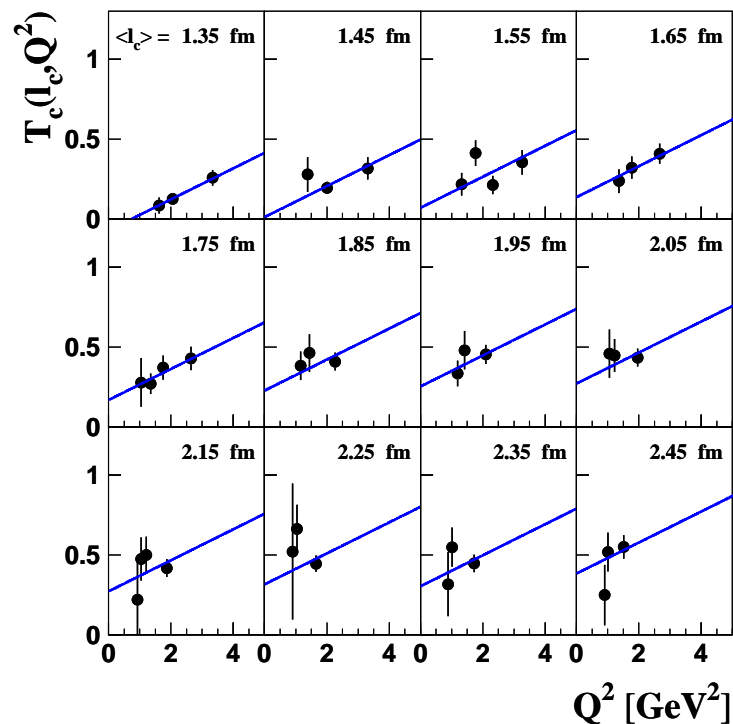 T_c(l_c,Q^2)
<l_c> = 1.35 fm
1.45 fm
1.55 fm
1.65 fm
1
0.5
0
1.75 fm
1.85 fm
1.95 fm
2.05 fm
1
0.5
0
2.15 fm
2.25 fm
2.35 fm
2.45 fm
1
0.5
0
0 2 4 0 2 4 0 2 4 0 2 4
Q^2 [GeV^2]